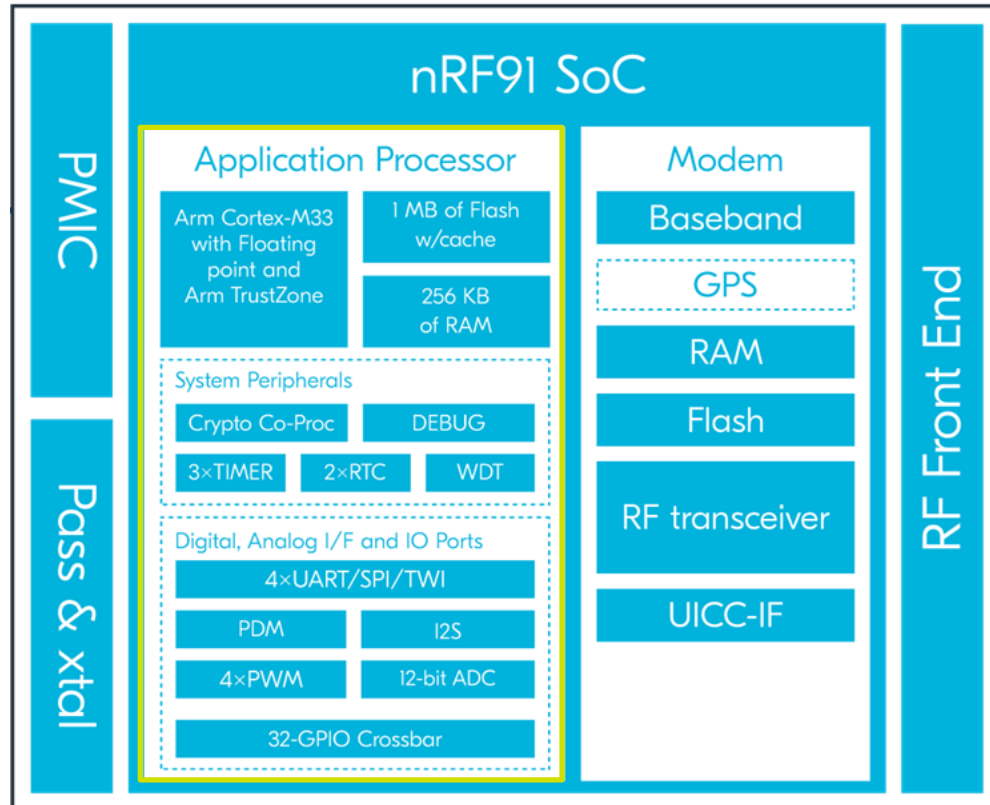 PMIC
Pass & xtal
nRF91 SoC
Application Processor
Arm Cortex-M33
with Floating
point and
Arm TrustZone
1 MB of Flash
w/cache
256 KB
of RAM
System Peripherals
Crypto Co-Proc
DEBUG
3×TIMER
2×RTC
WDT
Digital, Analog I/F and IO Ports
4×UART/SPI/TWI
PDM
I2S
4×PWM
12-bit ADC
32-GPIO Crossbar
Modem
Baseband
GPS
RAM
Flash
RF transceiver
UICC-IF
RF Front End